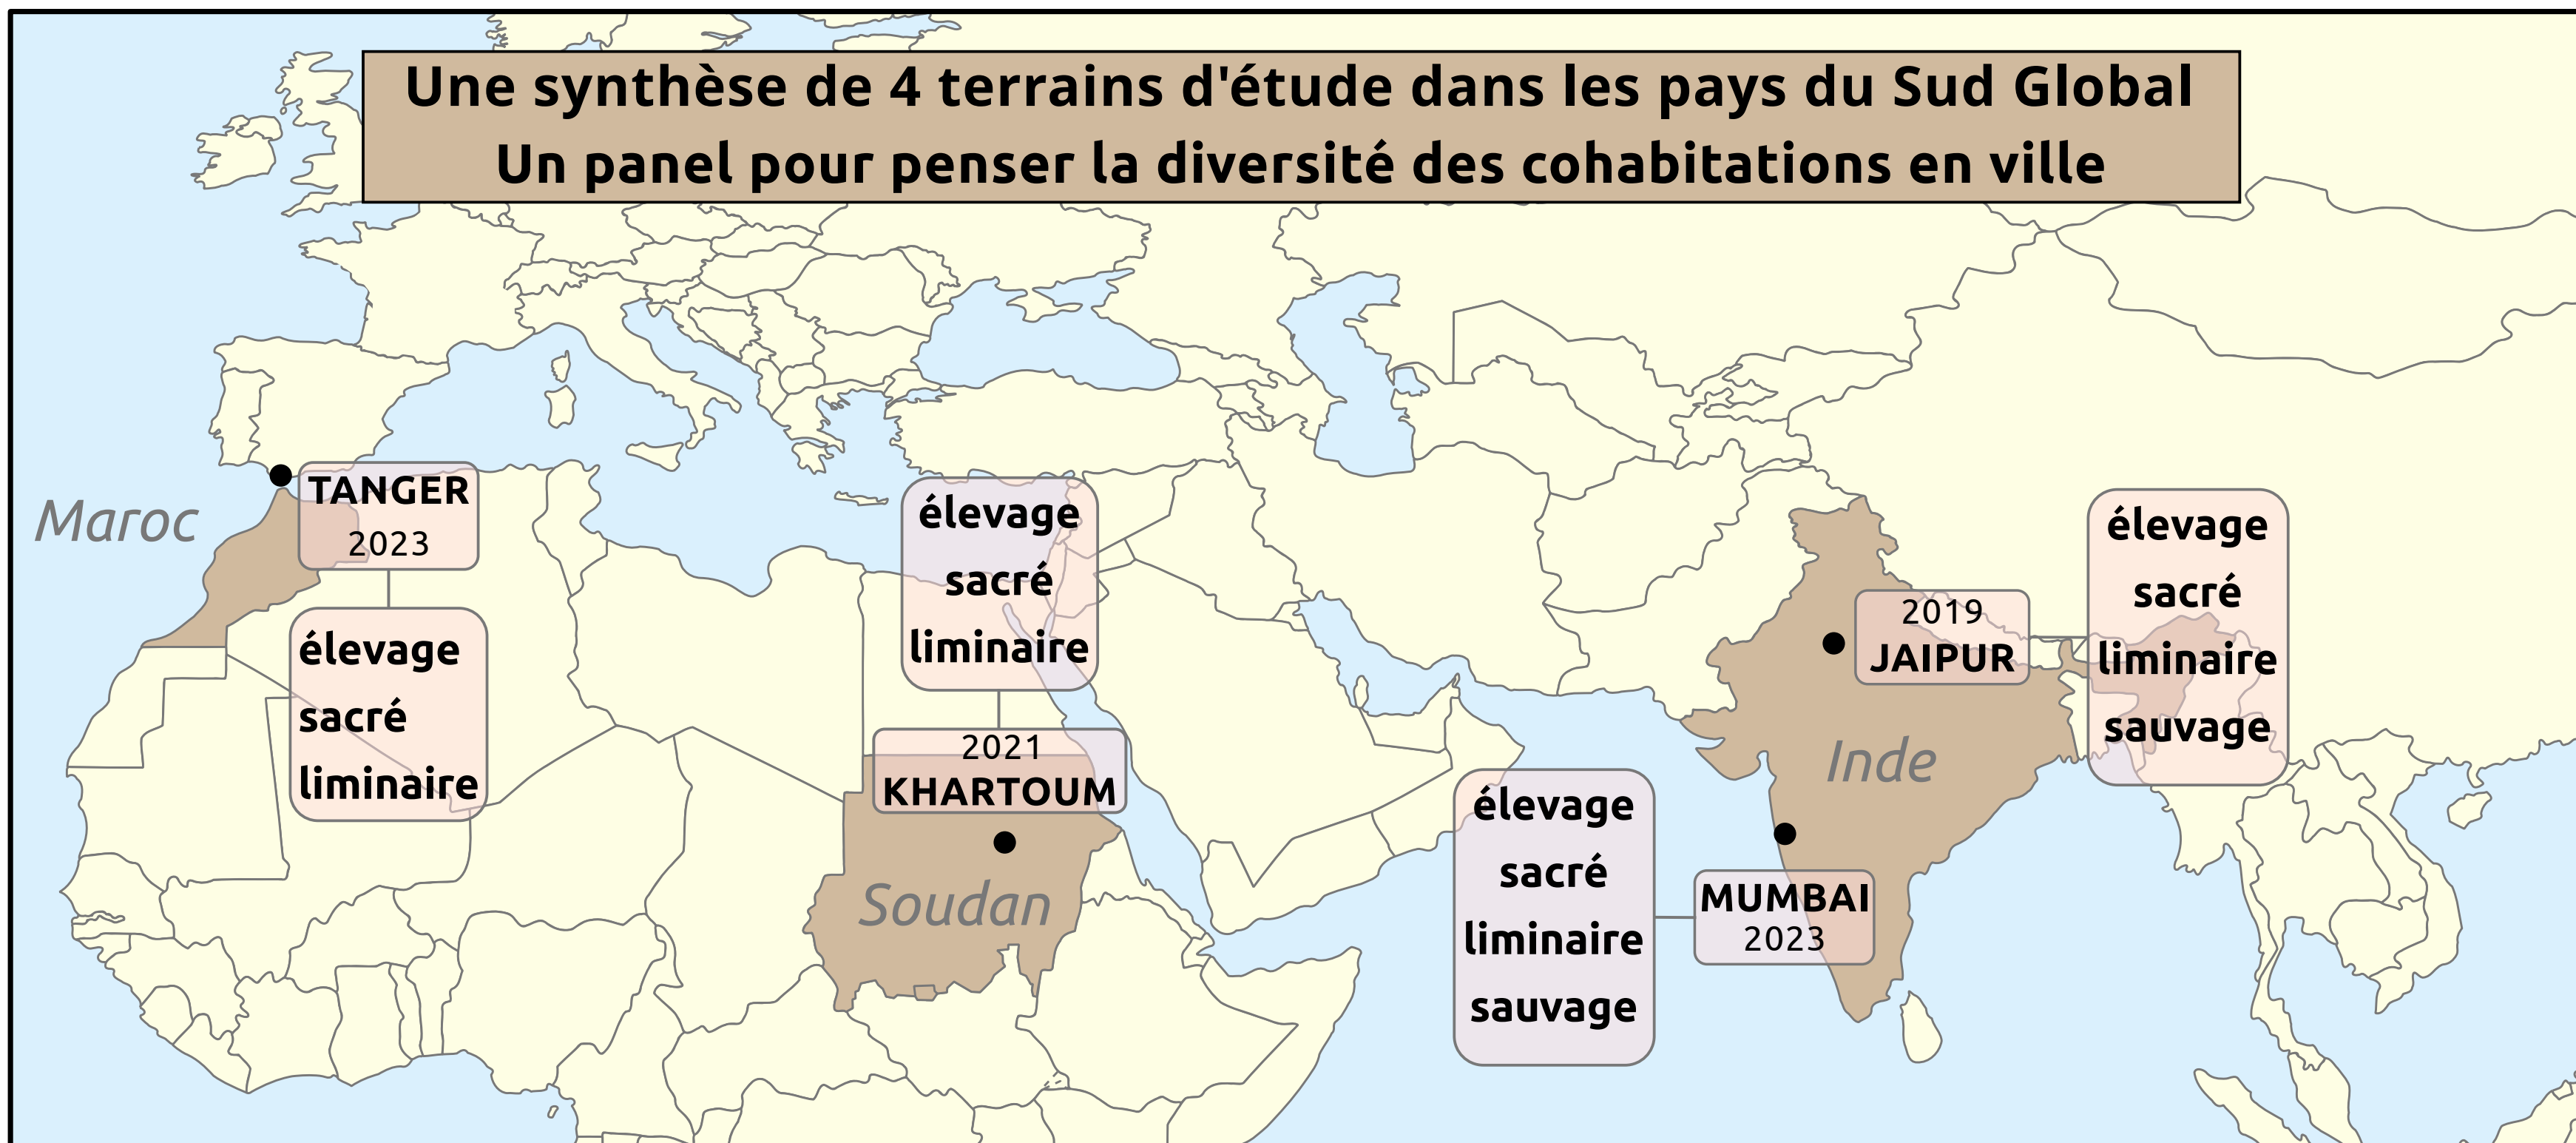 Une synthèse de 4 terrains d'étude dans les pays du Sud Global
Un panel pour penser la diversité des cohabitations en ville
Maroc
TANGER
2023
élevage
sacré
liminaire
élevage
sacré
liminaire
2021
KHARTOUM
Soudan
2019
JAIPUR
élevage
sacré
liminaire
sauvage
Inde
élevage
sacré
liminaire
sauvage
MUMBAI
2023